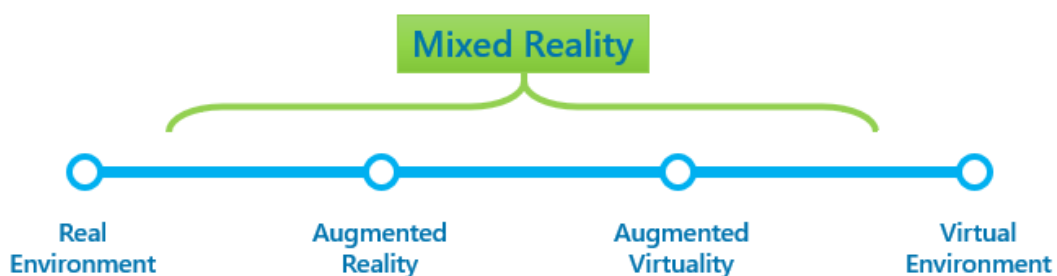 Mixed Reality
Real
Environment
Augmented
Reality
Augmented
Virtuality
Virtual
Environment